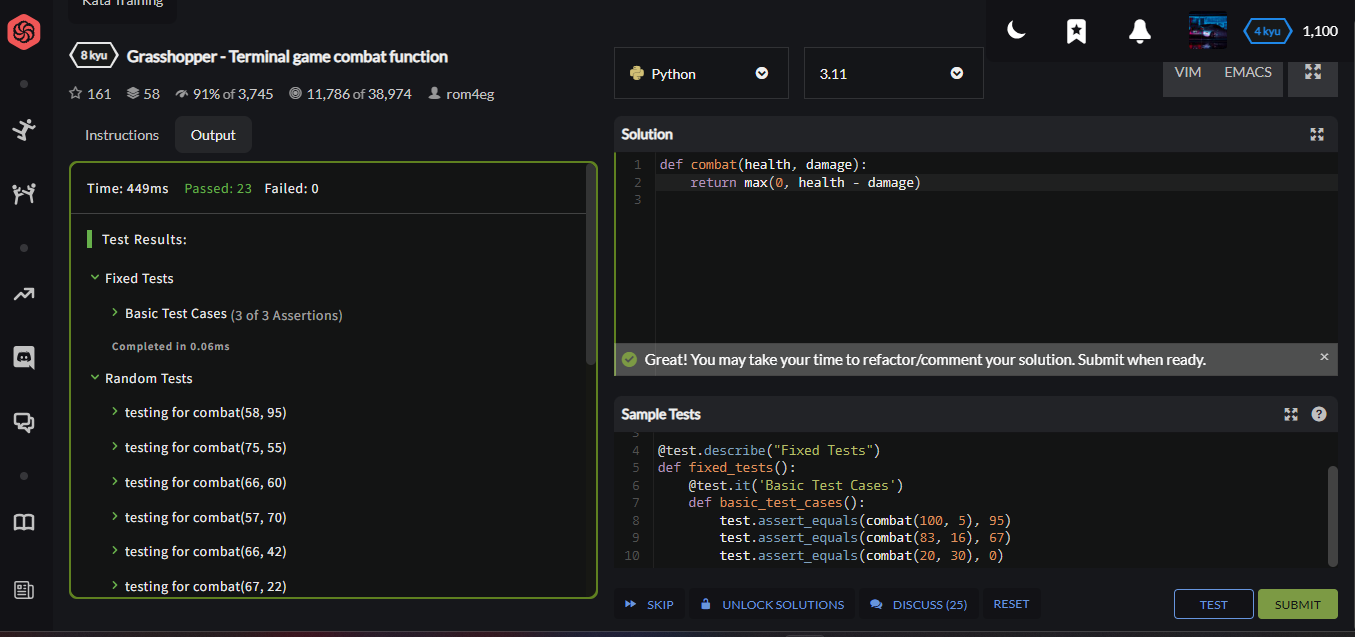 Kata Training
4 kyu 1,100
8 kyu Grasshopper - Terminal game combat function
161 58 91% of 3,745 11,786 of 38,974 rom4eg
Instructions Output
Time: 449ms Passed: 23 Failed: 0
Test Results:
Fixed Tests
Basic Test Cases (3 of 3 Assertions)
Completed in 0.06ms
Random Tests
testing for combat(58, 95)
testing for combat(75, 55)
testing for combat(66, 60)
testing for combat(57, 70)
testing for combat(66, 42)
testing for combat(67, 22)
Python 3.11 VIM EMACS
Solution
1 def combat(health, damage):
2     return max(0, health - damage)
3
Great! You may take your time to refactor/comment your solution. Submit when ready. ×
Sample Tests ?
3
4 @test.describe("Fixed Tests")
5 def fixed_tests():
6     @test.it('Basic Test Cases')
7     def basic_test_cases():
8         test.assert_equals(combat(100, 5), 95)
9         test.assert_equals(combat(83, 16), 67)
10         test.assert_equals(combat(20, 30), 0)
SKIP UNLOCK SOLUTIONS DISCUSS (25) RESET TEST SUBMIT